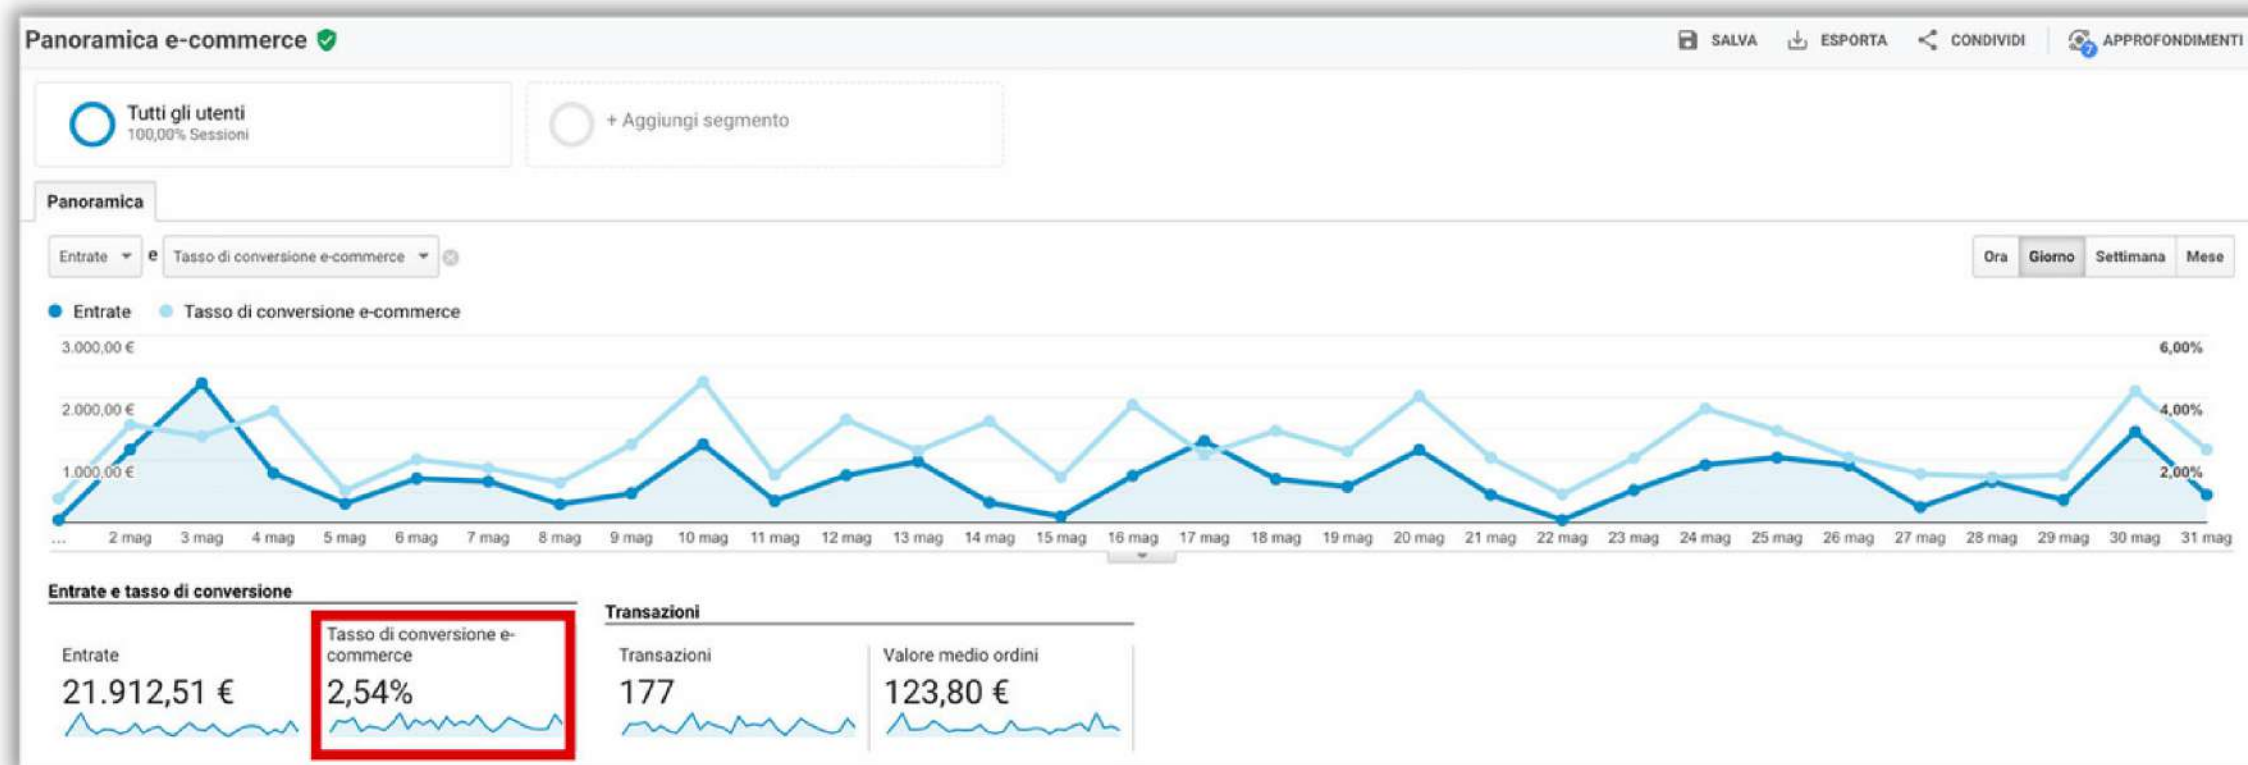 Panoramica e-commerce
SALVA ESPORTA CONDIVIDI 7 APPROFONDIMENTI
Tutti gli utenti
100,00% Sessioni
+ Aggiungi segmento
Panoramica
Entrate e Tasso di conversione e-commerce
Ora Giorno Settimana Mese
Entrate Tasso di conversione e-commerce
3.000,00 € 6,00%
2.000,00 € 4,00%
1.000,00 € 2,00%
... 2 mag 3 mag 4 mag 5 mag 6 mag 7 mag 8 mag 9 mag 10 mag 11 mag 12 mag 13 mag 14 mag 15 mag 16 mag 17 mag 18 mag 19 mag 20 mag 21 mag 22 mag 23 mag 24 mag 25 mag 26 mag 27 mag 28 mag 29 mag 30 mag 31 mag
Entrate e tasso di conversione
Entrate
21.912,51 €
Tasso di conversione e-
commerce
2,54%
Transazioni
Transazioni
177
Valore medio ordini
123,80 €